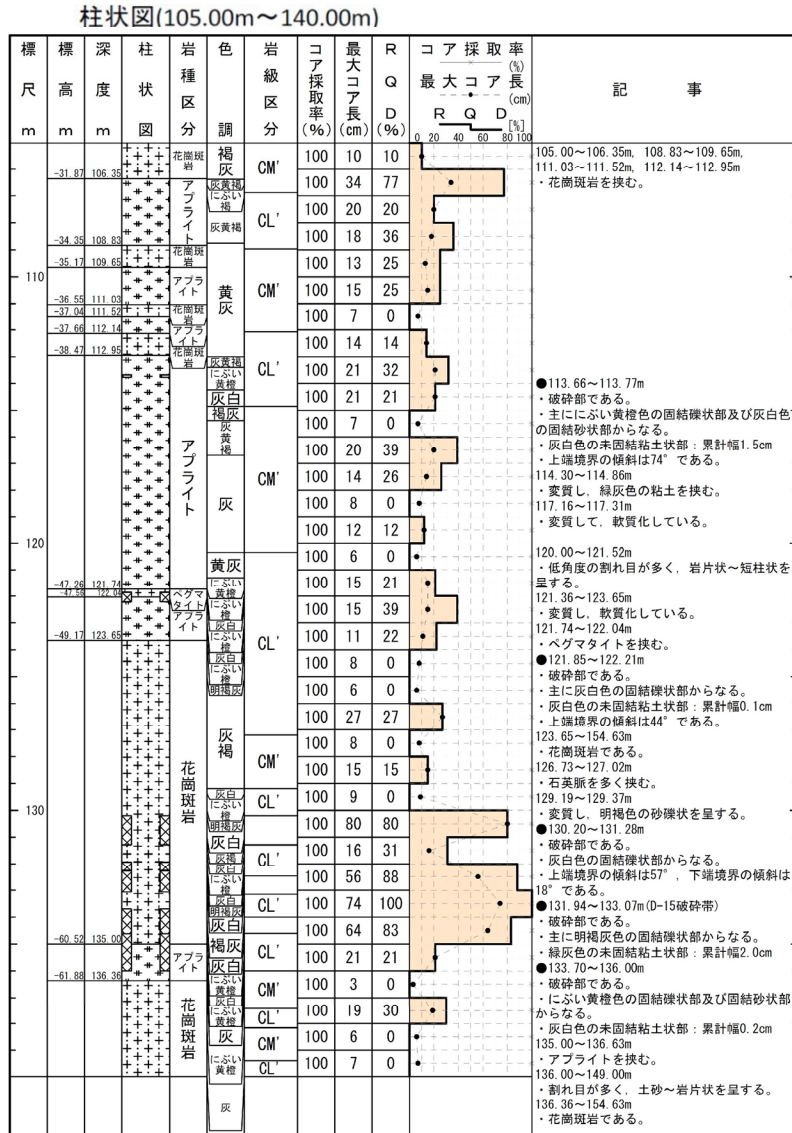 柱状図(105.00m～140.00m)
標尺m
標高m
深度m
柱状図
岩種区分
色調
岩級区分
コア採取率(%)
最大コア長(cm)
RQD(%)
コア採取率(%)
最大コア長(cm)
RQD[%]
0 20 40 60 80 100
記事
110
120
130
-31.87 106.35
-34.35 108.83
-35.17 109.65
-36.55 111.03
-37.04 111.52
-37.66 112.14
-38.47 112.95
-47.26 121.74
-47.56 122.04
-49.17 123.65
-60.52 135.00
-61.88 136.36
花崗斑岩
アプライト
花崗斑岩
アプライト
花崗斑岩
アプライト
花崗斑岩
アプライト
ペグマタイト
アプライト
花崗斑岩
アプライト
花崗斑岩
褐灰
灰黄褐
にぶい褐
灰黄褐
黄灰
灰黄褐
にぶい黄橙
灰白
褐灰
灰黄褐
灰
黄灰
にぶい黄橙
にぶい橙
灰白
にぶい橙
灰白
にぶい橙
明褐灰
灰褐
灰白
にぶい橙
明褐灰
灰白
灰褐
灰白
にぶい橙
灰白
明褐灰
灰白
褐灰
灰白
にぶい黄橙
灰白
にぶい黄橙
灰
にぶい黄橙
灰
CM'
CL'
CM'
CL'
CM'
CL'
CM'
CL'
CL'
CL'
CL'
CM'
CL'
CM'
CL'
100 10 10
100 34 77
100 20 20
100 18 36
100 13 25
100 15 25
100 7 0
100 14 14
100 21 32
100 21 21
100 7 0
100 20 39
100 14 26
100 8 0
100 12 12
100 6 0
100 15 21
100 15 39
100 11 22
100 8 0
100 6 0
100 27 27
100 8 0
100 15 15
100 9 0
100 80 80
100 16 31
100 56 88
100 74 100
100 64 83
100 21 21
100 3 0
100 19 30
100 6 0
100 7 0
105.00～106.35m, 108.83～109.65m,
111.03～111.52m, 112.14～112.95m
・花崗斑岩を挟む。
●113.66～113.77m
・破砕部である。
・主ににぶい黄橙色の固結礫状部及び灰白色
の固結砂状部からなる。
・灰白色の未固結粘土状部：累計幅1.5cm
・上端境界の傾斜は74°である。
114.30～114.86m
・変質し、緑灰色の粘土を挟む。
117.16～117.31m
・変質して、軟質化している。
120.00～121.52m
・低角度の割れ目が多く、岩片状～短柱状を
呈する。
121.36～123.65m
・変質し、軟質化している。
121.74～122.04m
・ペグマタイトを挟む。
●121.85～122.21m
・破砕部である。
・主に灰白色の固結礫状部からなる。
・灰白色の未固結粘土状部：累計幅0.1cm
・上端境界の傾斜は44°である。
123.65～154.63m
・花崗斑岩である。
126.73～127.02m
・石英脈を多く挟む。
129.19～129.37m
・変質し、明褐色の砂礫状を呈する。
●130.20～131.28m
・破砕部である。
・灰白色の固結礫状部からなる。
・上端境界の傾斜は57°、下端境界の傾斜は
18°である。
●131.94～133.07m(D-15破砕帯)
・破砕部である。
・主に明褐灰色の固結礫状部からなる。
・緑灰色の未固結粘土状部：累計幅2.0cm
●133.70～136.00m
・破砕部である。
・にぶい黄橙色の固結礫状部及び固結砂状部
からなる。
・灰白色の未固結粘土状部：累計幅0.2cm
135.00～136.63m
・アプライトを挟む。
136.00～149.00m
・割れ目が多く、土砂～岩片状を呈する。
136.36～154.63m
・花崗斑岩である。